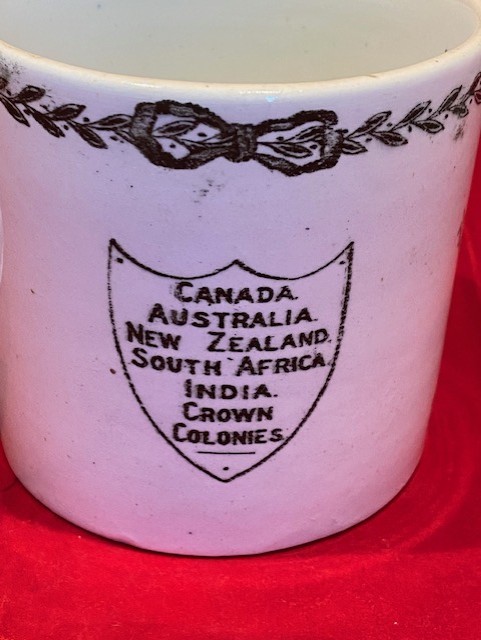 CANADA.
AUSTRALIA.
NEW ZEALAND.
SOUTH AFRICA.
INDIA.
CROWN
COLONIES.